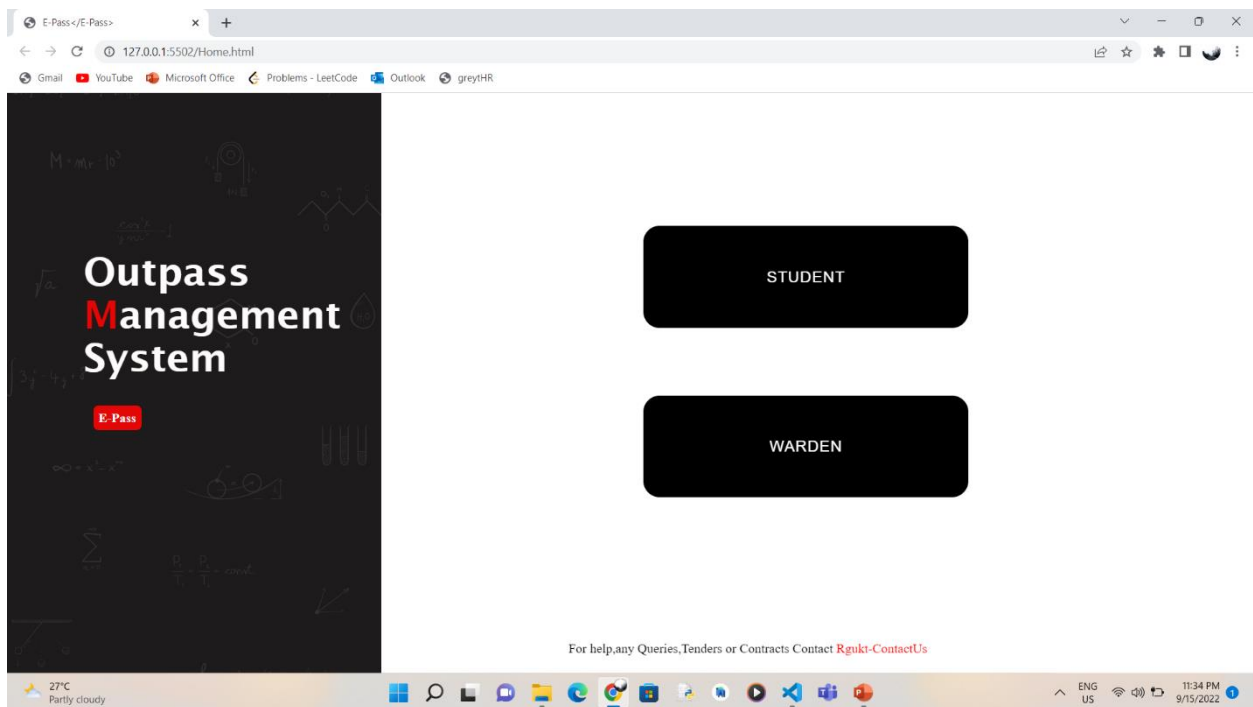 E-Pass</E-Pass>
127.0.0.1:5502/Home.html
Gmail YouTube Microsoft Office Problems - LeetCode Outlook greytHR
Outpass
Management
System
E-Pass
STUDENT
WARDEN
For help,any Queries,Tenders or Contracts Contact Rgukt-ContactUs
27°C
Partly cloudy
ENG
US
11:34 PM
9/15/2022
1